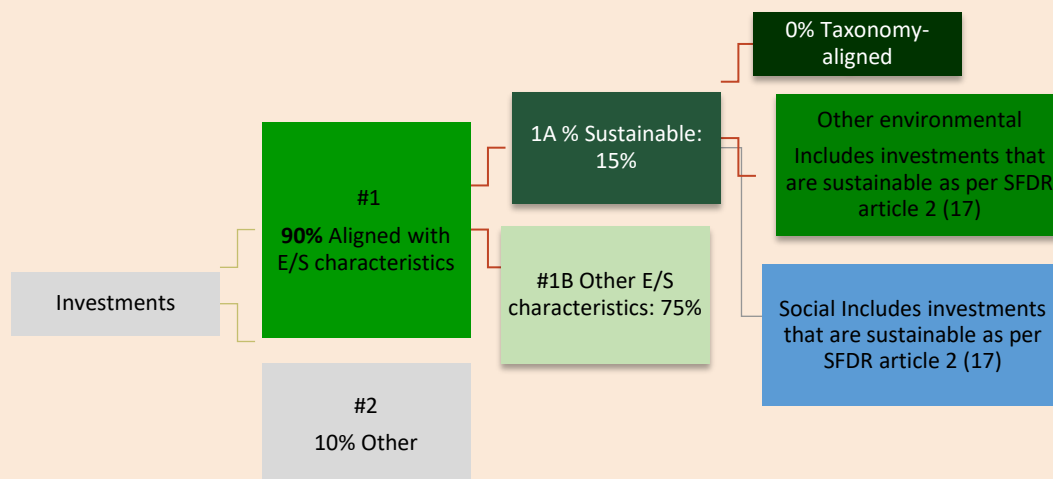 Investments
#1
90% Aligned with
E/S characteristics
#2
10% Other
1A % Sustainable:
15%
#1B Other E/S
characteristics: 75%
0% Taxonomy-
aligned
Other environmental
Includes investments that
are sustainable as per SFDR
article 2 (17)
Social Includes investments
that are sustainable as per
SFDR article 2 (17)